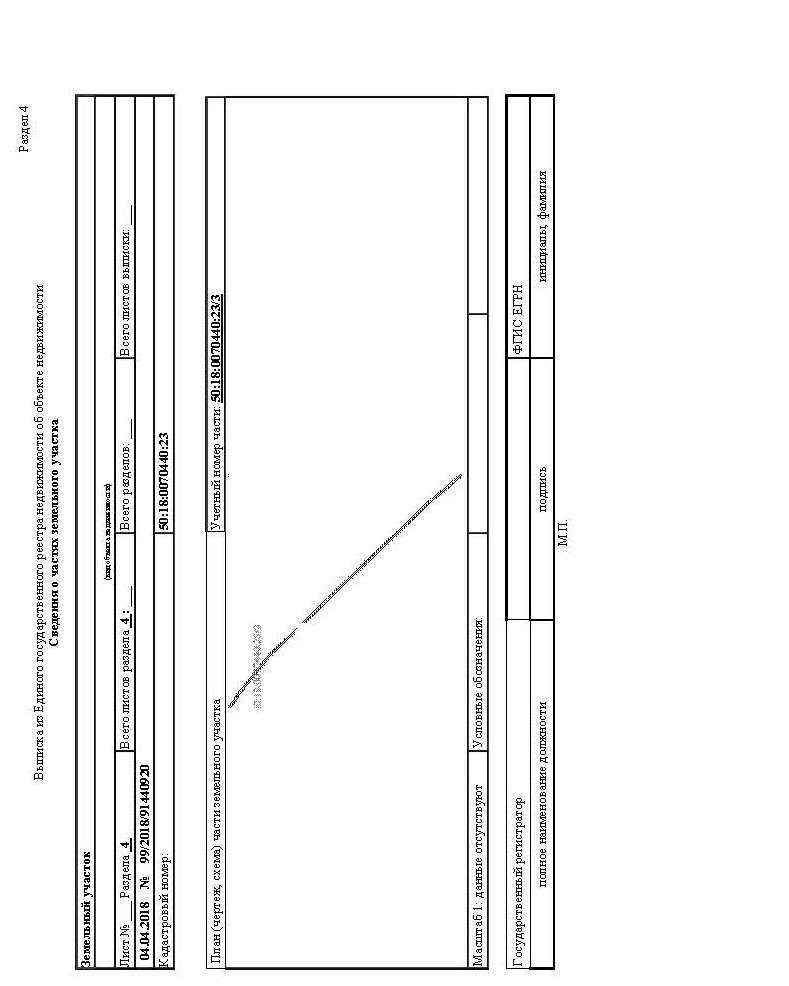 Раздел 4
Выписка из Единого государственного реестра недвижимости об объекте недвижимости
Сведения о частях земельного участка
Земельный участок
(вид объекта недвижимости)
Лист № ___ Раздела 4 Всего листов раздела 4 : ___ Всего разделов: ___ Всего листов выписки: ___
04.04.2018 № 99/2018/91440920
Кадастровый номер: 50:18:0070440:23
План (чертеж, схема) части земельного участка Учетный номер части: 50:18:0070440:23/3
50:18:0070440:23/3
Масштаб 1: данные отсутствуют Условные обозначения:
Государственный регистратор ФГИС ЕГРН
полное наименование должности подпись инициалы, фамилия
М.П.